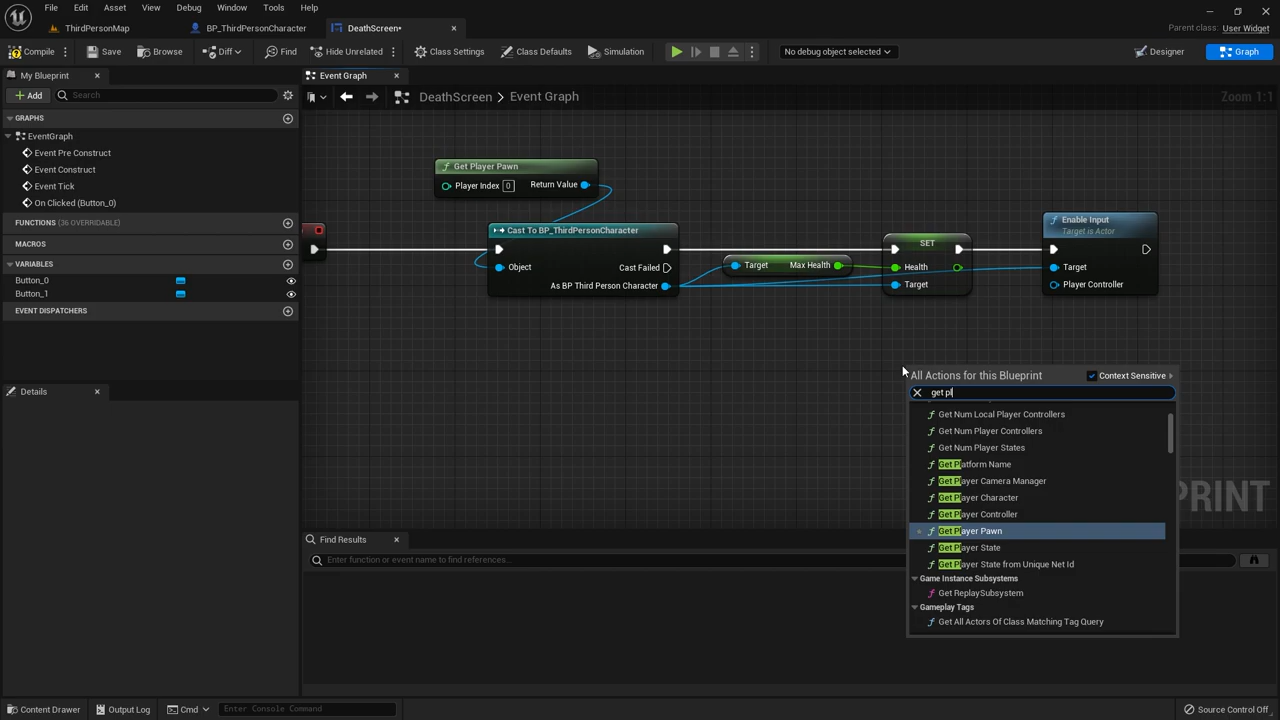 File Edit Asset View Debug Window Tools Help
ThirdPersonMap BP_ThirdPersonCharacter DeathScreen•
Parent class: User Widget
Compile Save Browse Diff Find Hide Unrelated Class Settings Class Defaults Simulation No debug object selected Designer Graph
My Blueprint Event Graph
Add Search DeathScreen > Event Graph Zoom 1:1
GRAPHS
EventGraph
Event Pre Construct
Event Construct
Event Tick
On Clicked (Button_0)
FUNCTIONS (36 OVERRIDABLE)
MACROS
VARIABLES
Button_0
Button_1
EVENT DISPATCHERS
Details
Get Player Pawn
Player Index 0 Return Value
Cast To BP_ThirdPersonCharacter
Object Cast Failed
As BP Third Person Character
Target Max Health
SET
Health
Target
Enable Input
Target is Actor
Target
Player Controller
All Actions for this Blueprint Context Sensitive
get pl
Get Num Local Player Controllers
Get Num Player Controllers
Get Num Player States
Get Platform Name
Get Player Camera Manager
Get Player Character
Get Player Controller
Get Player Pawn
Get Player State
Get Player State from Unique Net Id
Game Instance Subsystems
Get ReplaySubsystem
Gameplay Tags
Get All Actors Of Class Matching Tag Query
Find Results
Enter function or event name to find references...
Content Drawer Output Log Cmd Enter Console Command Source Control Off